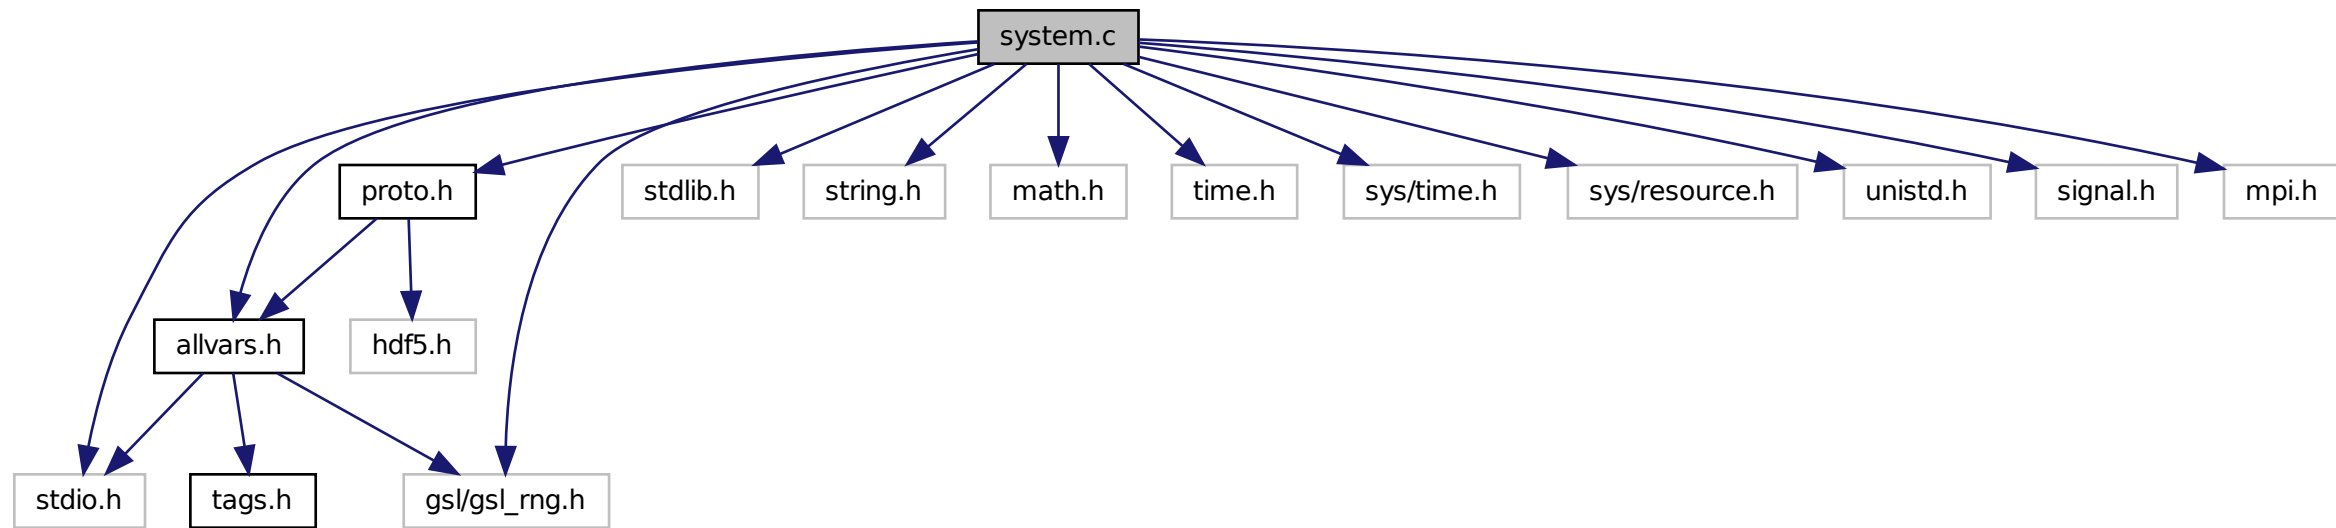 system.c
proto.h
stdlib.h
string.h
math.h
time.h
sys/time.h
sys/resource.h
unistd.h
signal.h
mpi.h
allvars.h
hdf5.h
stdio.h
tags.h
gsl/gsl_rng.h